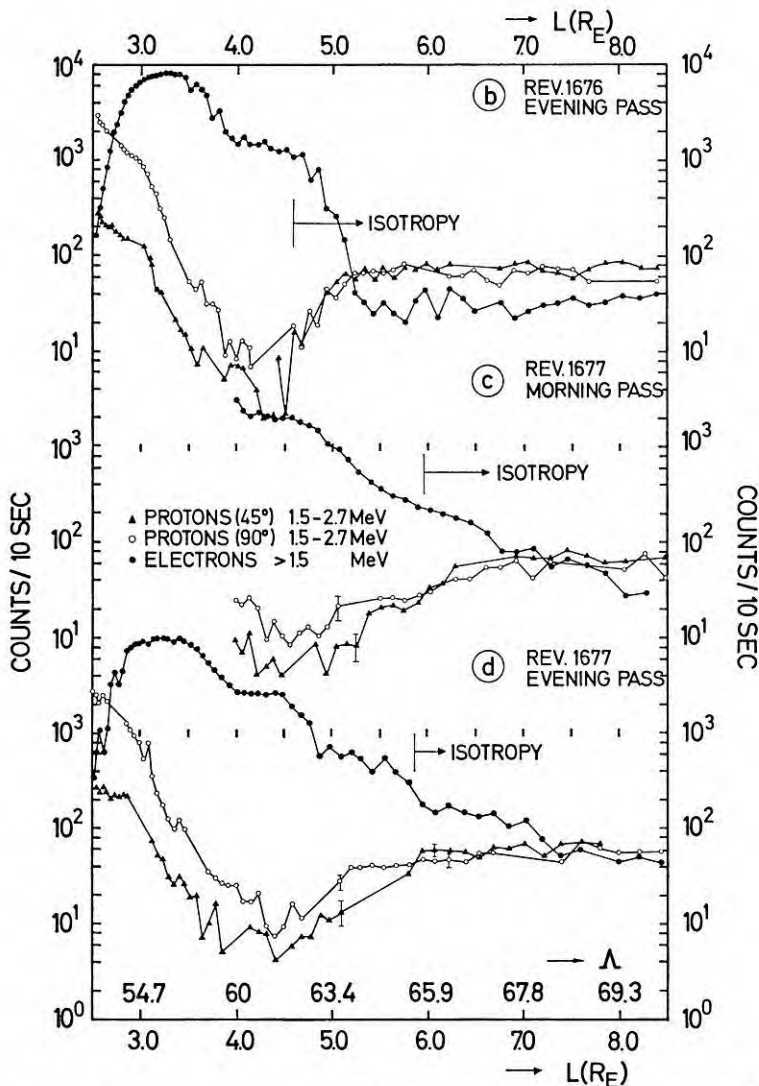 → L(R_E)
3.0 4.0 5.0 6.0 7.0 8.0
10^4 10^4
ⓑ REV. 1676
EVENING PASS
10^3 10^3
ISOTROPY
10^2 10^2
10^1 10^1
ⓒ REV. 1677
MORNING PASS
10^3 10^3
ISOTROPY
▲ PROTONS (45°) 1.5-2.7 MeV
○ PROTONS (90°) 1.5-2.7 MeV
● ELECTRONS >1.5 MeV
10^2 10^2
COUNTS/10 SEC
COUNTS/10 SEC
10^1 10^1
ⓓ REV. 1677
EVENING PASS
10^3 10^3
ISOTROPY
10^2 10^2
10^1 10^1
→ Λ
54.7 60 63.4 65.9 67.8 69.3
10^0 10^0
3.0 4.0 5.0 6.0 7.0 8.0
→ L(R_E)